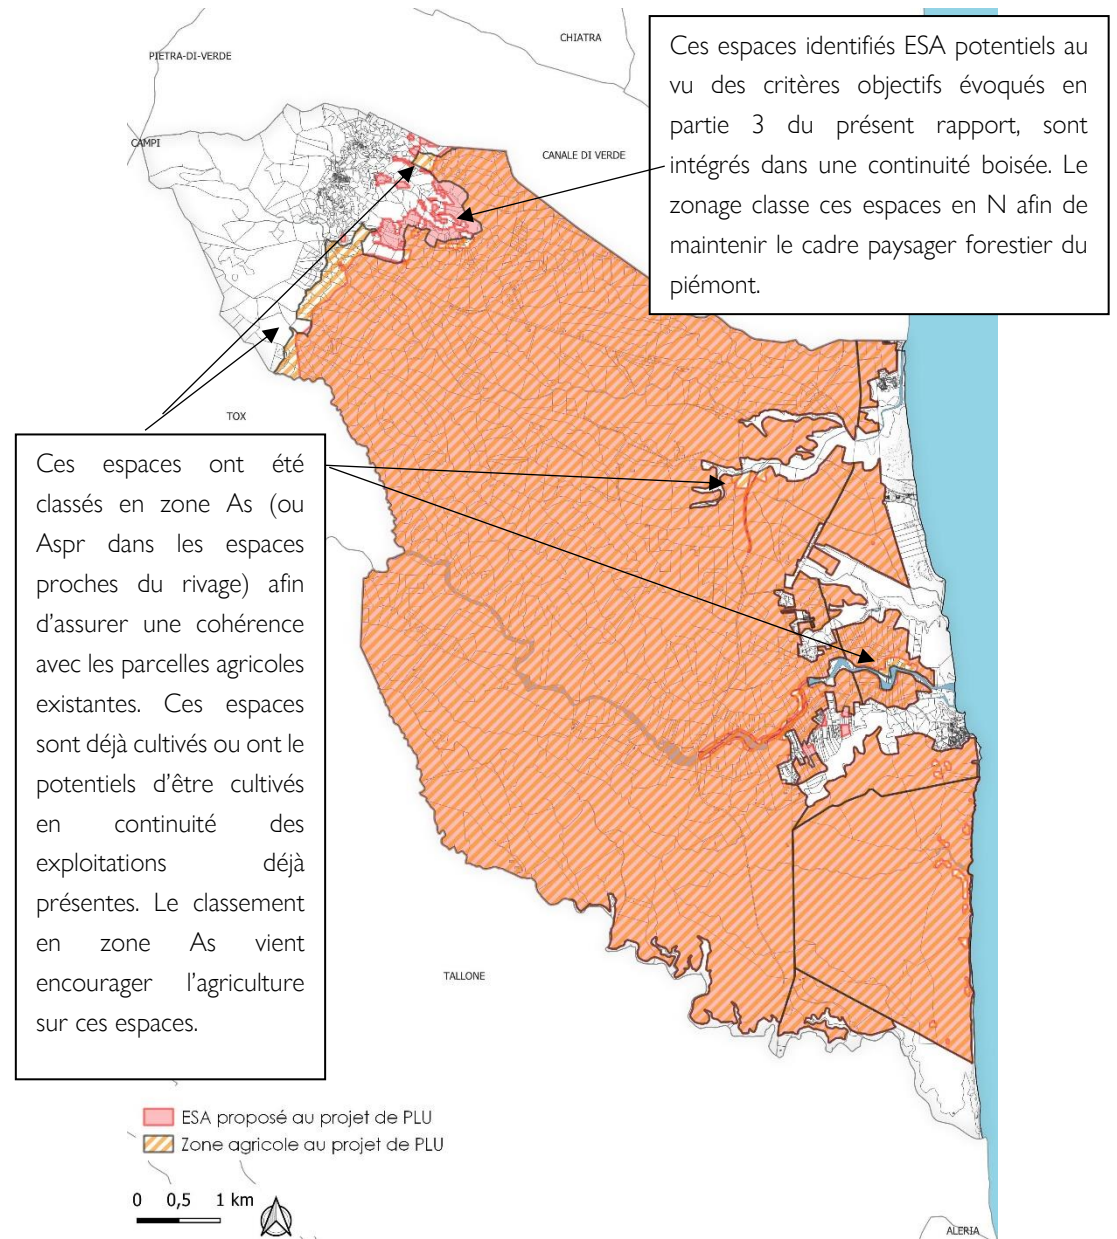 CHIATRA
PIETRA-DI-VERDE
CAMPI
CANALE DI VERDE
Ces espaces identifiés ESA potentiels au
vu des critères objectifs évoqués en
partie 3 du présent rapport, sont
intégrés dans une continuité boisée. Le
zonage classe ces espaces en N afin de
maintenir le cadre paysager forestier du
piémont.
TOX
Ces espaces ont été
classés en zone As (ou
Aspr dans les espaces
proches du rivage) afin
d’assurer une cohérence
avec les parcelles agricoles
existantes. Ces espaces
sont déjà cultivés ou ont le
potentiels d’être cultivés
en continuité des
exploitations déjà
présentes. Le classement
en zone As vient
encourager l’agriculture
sur ces espaces.
TALLONE
ESA proposé au projet de PLU
Zone agricole au projet de PLU
0 0,5 1 km
ALERIA